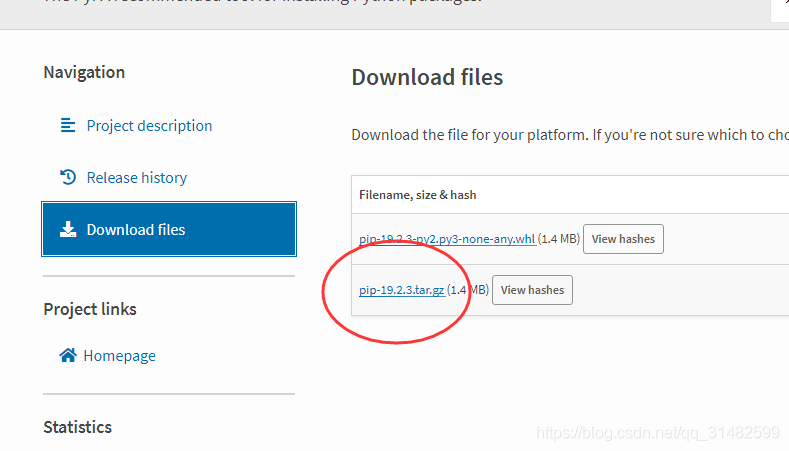 Navigation
Project description
Release history
Download files
Project links
Homepage
Statistics
Download files
Download the file for your platform. If you're not sure which to cho
Filename, size & hash
pip-19.2.3-py2.py3-none-any.whl (1.4 MB) View hashes
pip-19.2.3.tar.gz (1.4 MB) View hashes
https://blog.csdn.net/qq_31482599